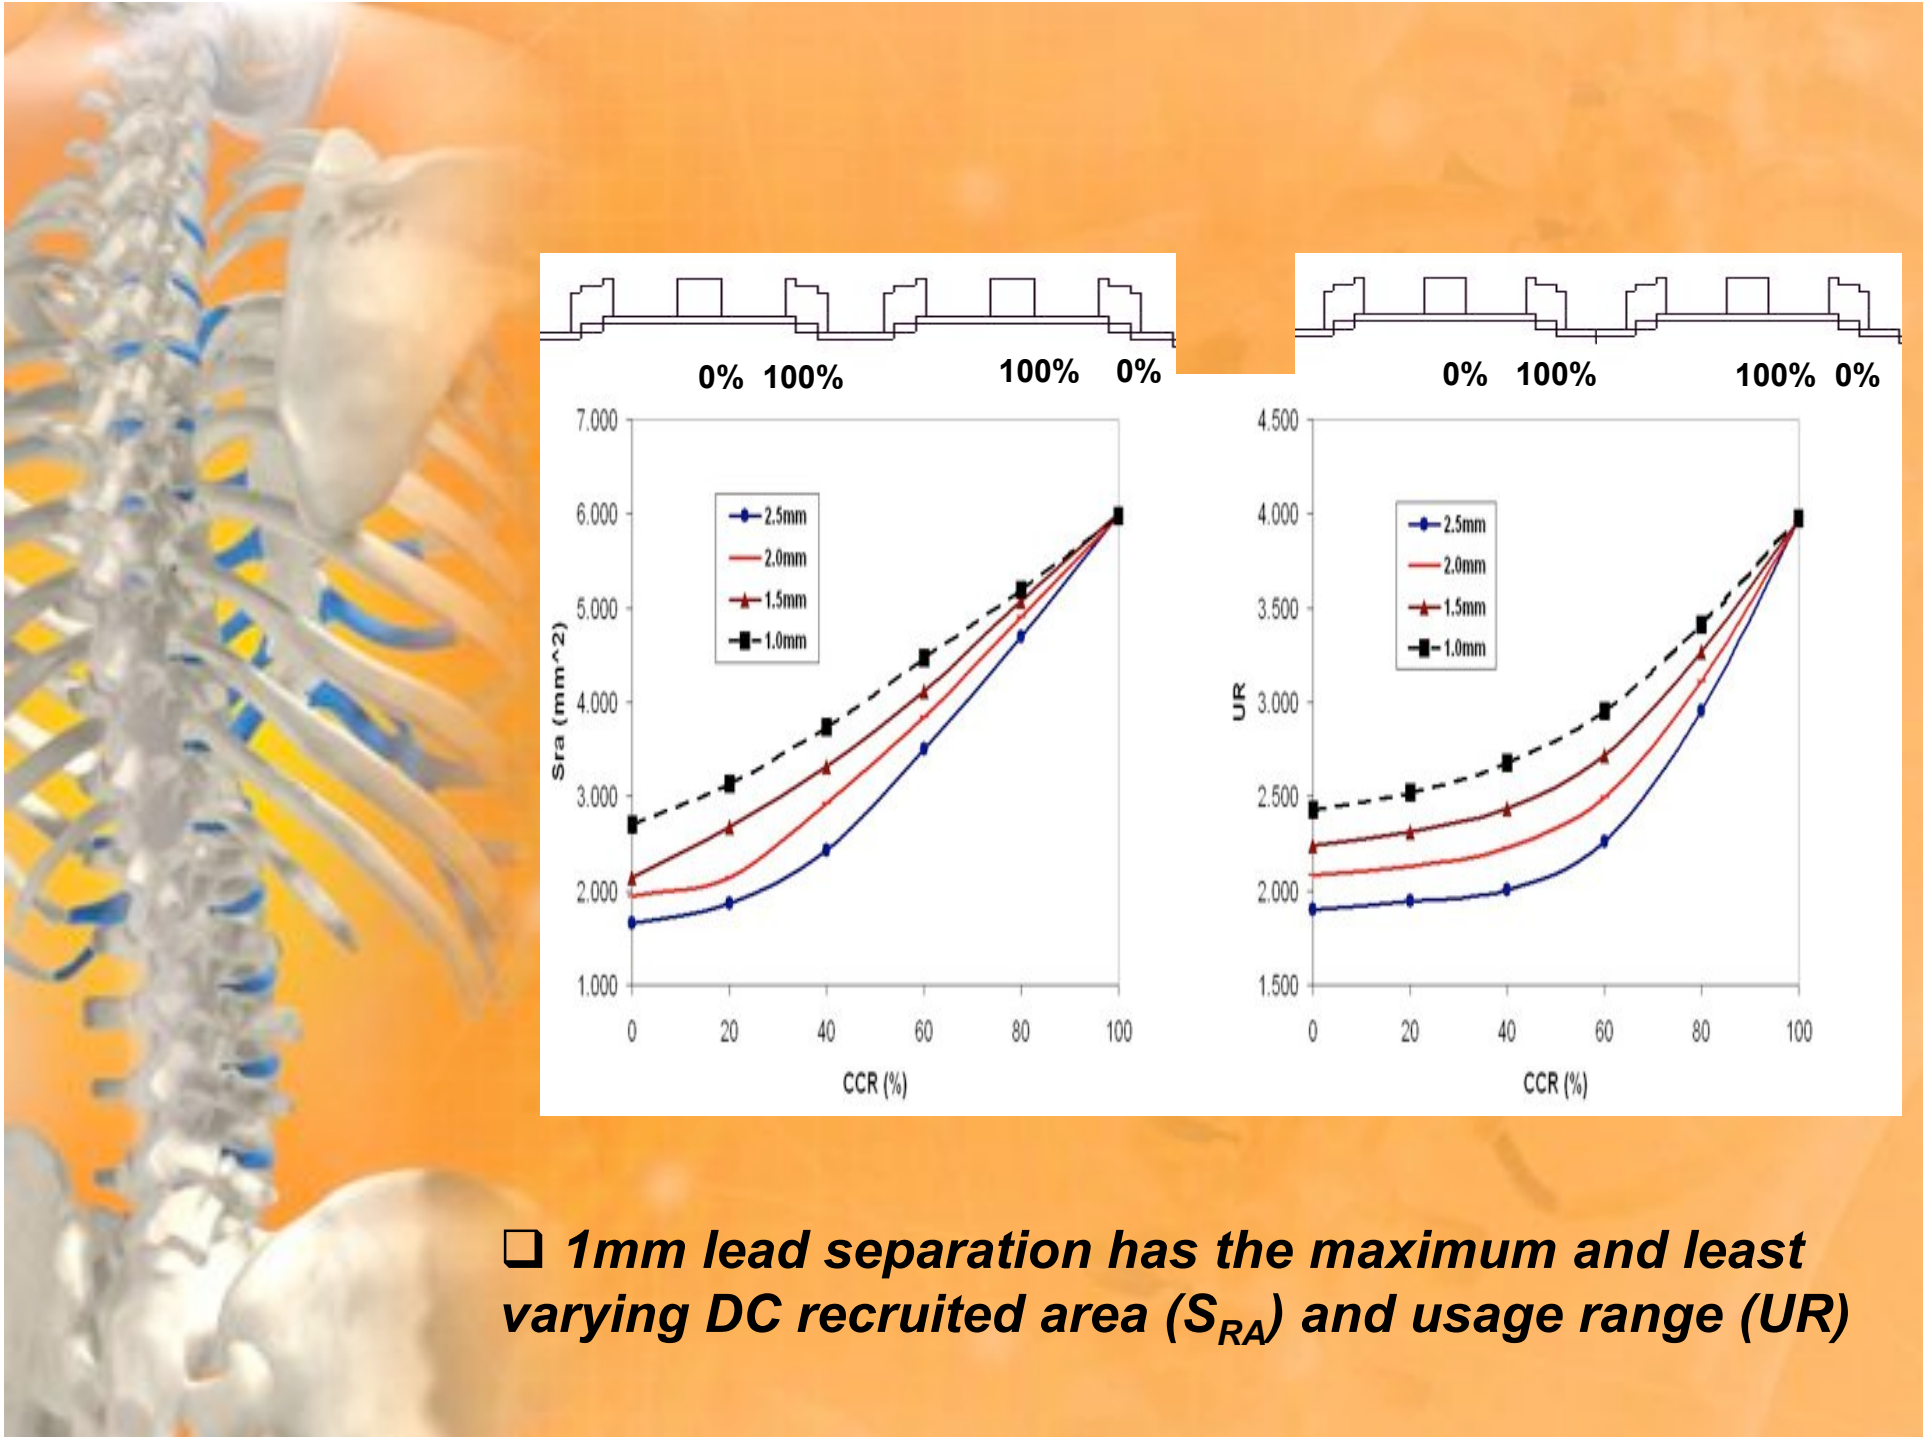 0% 100% 100% 0%
7.000
6.000
5.000
4.000
3.000
2.000
1.000
Sra (mm^2)
2.5mm
2.0mm
1.5mm
1.0mm
0 20 40 60 80 100
CCR (%)
0% 100% 100% 0%
4.500
4.000
3.500
3.000
2.500
2.000
1.500
UR
2.5mm
2.0mm
1.5mm
1.0mm
0 20 40 60 80 100
CCR (%)
❑ 1mm lead separation has the maximum and least
varying DC recruited area (SRA) and usage range (UR)